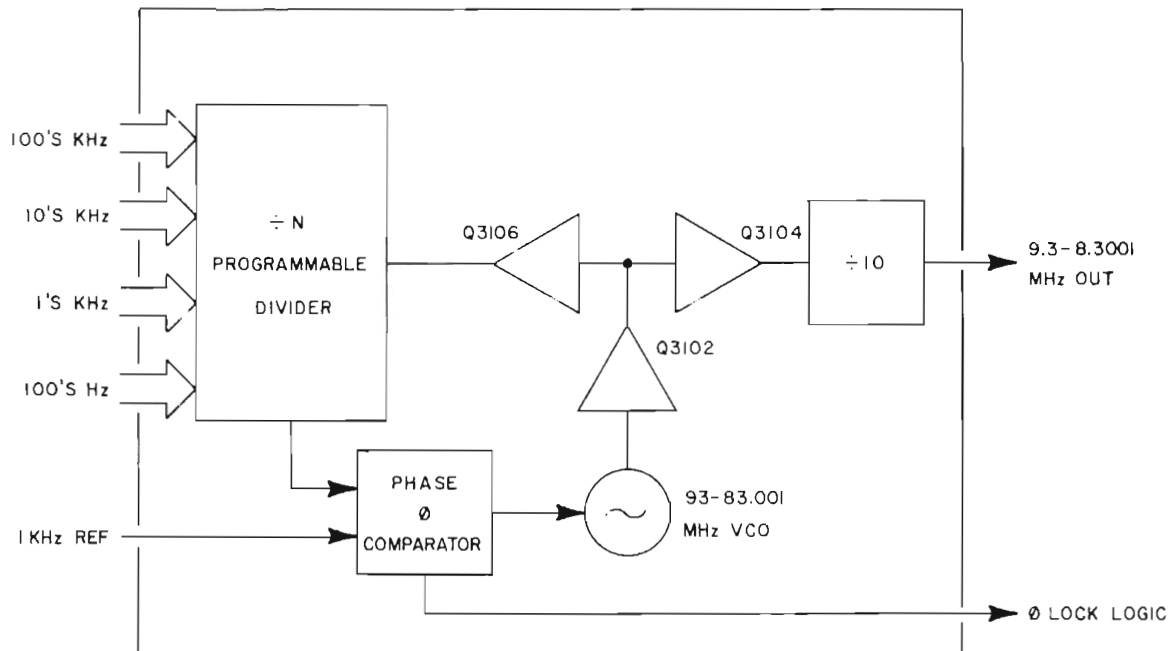 100'S KHz
10'S KHz
1'S KHz
100'S Hz
÷ N
PROGRAMMABLE
DIVIDER
Q3106
Q3104
÷10
9.3-8.3001
MHz OUT
Q3102
PHASE
Ø
COMPARATOR
93-83.001
MHz VCO
1 KHz REF
Ø LOCK LOGIC